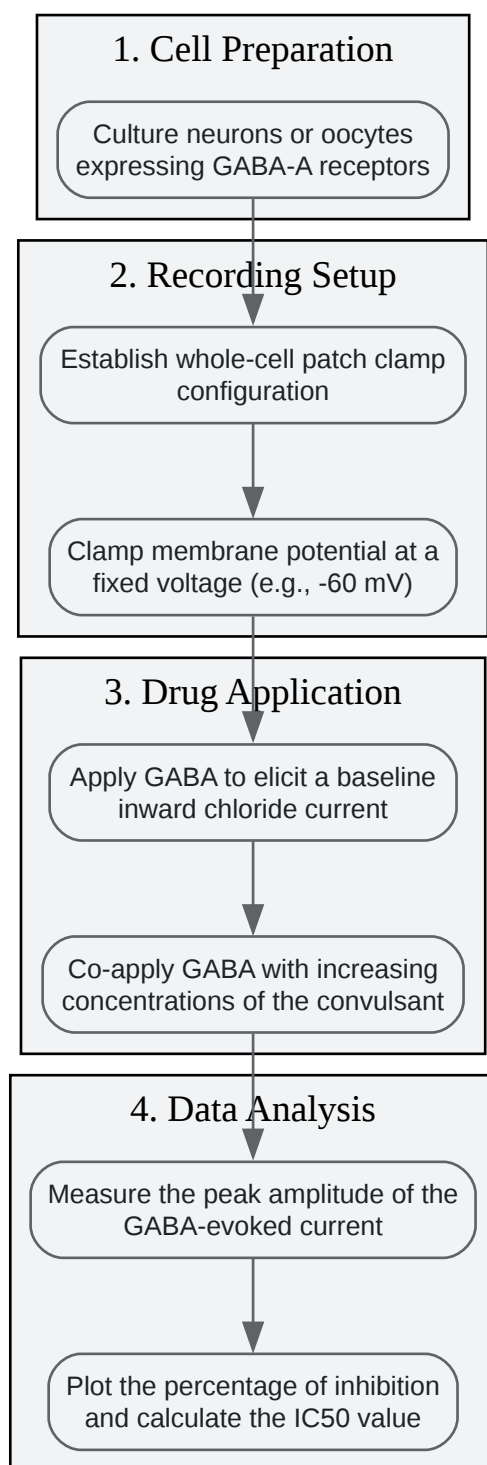 1. Cell Preparation
Culture neurons or oocytes
expressing GABA-A receptors
2. Recording Setup
Establish whole-cell patch clamp
configuration
Clamp membrane potential at a
fixed voltage (e.g., -60 mV)
3. Drug Application
Apply GABA to elicit a baseline
inward chloride current
Co-apply GABA with increasing
concentrations of the convulsant
4. Data Analysis
Measure the peak amplitude of the
GABA-evoked current
Plot the percentage of inhibition
and calculate the IC50 value